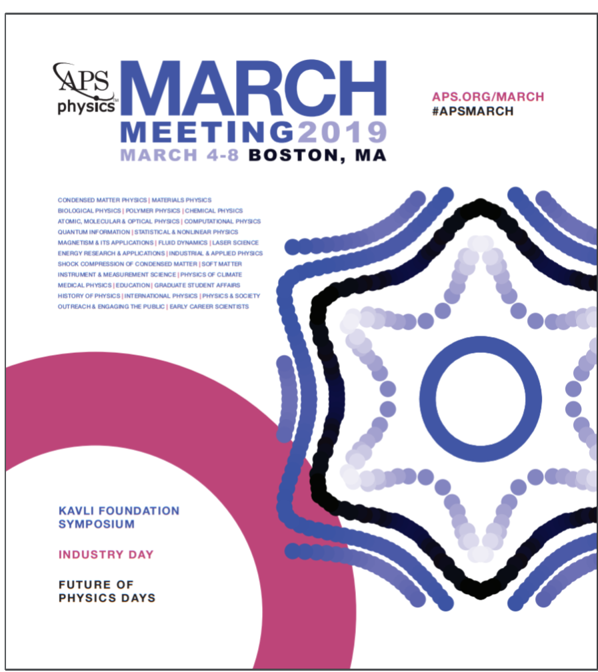 APS
physics
MARCH
MEETING2019
MARCH 4-8 BOSTON, MA
APS.ORG/MARCH
#APSMARCH
CONDENSED MATTER PHYSICS | MATERIALS PHYSICS
BIOLOGICAL PHYSICS | POLYMER PHYSICS | CHEMICAL PHYSICS
ATOMIC, MOLECULAR & OPTICAL PHYSICS | COMPUTATIONAL PHYSICS
QUANTUM INFORMATION | STATISTICAL & NONLINEAR PHYSICS
MAGNETISM & ITS APPLICATIONS | FLUID DYNAMICS | LASER SCIENCE
ENERGY RESEARCH & APPLICATIONS | INDUSTRIAL & APPLIED PHYSICS
SHOCK COMPRESSION OF CONDENSED MATTER | SOFT MATTER
INSTRUMENT & MEASUREMENT SCIENCE | PHYSICS OF CLIMATE
MEDICAL PHYSICS | EDUCATION | GRADUATE STUDENT AFFAIRS
HISTORY OF PHYSICS | INTERNATIONAL PHYSICS | PHYSICS & SOCIETY
OUTREACH & ENGAGING THE PUBLIC | EARLY CAREER SCIENTISTS
KAVLI FOUNDATION
SYMPOSIUM
INDUSTRY DAY
FUTURE OF
PHYSICS DAYS